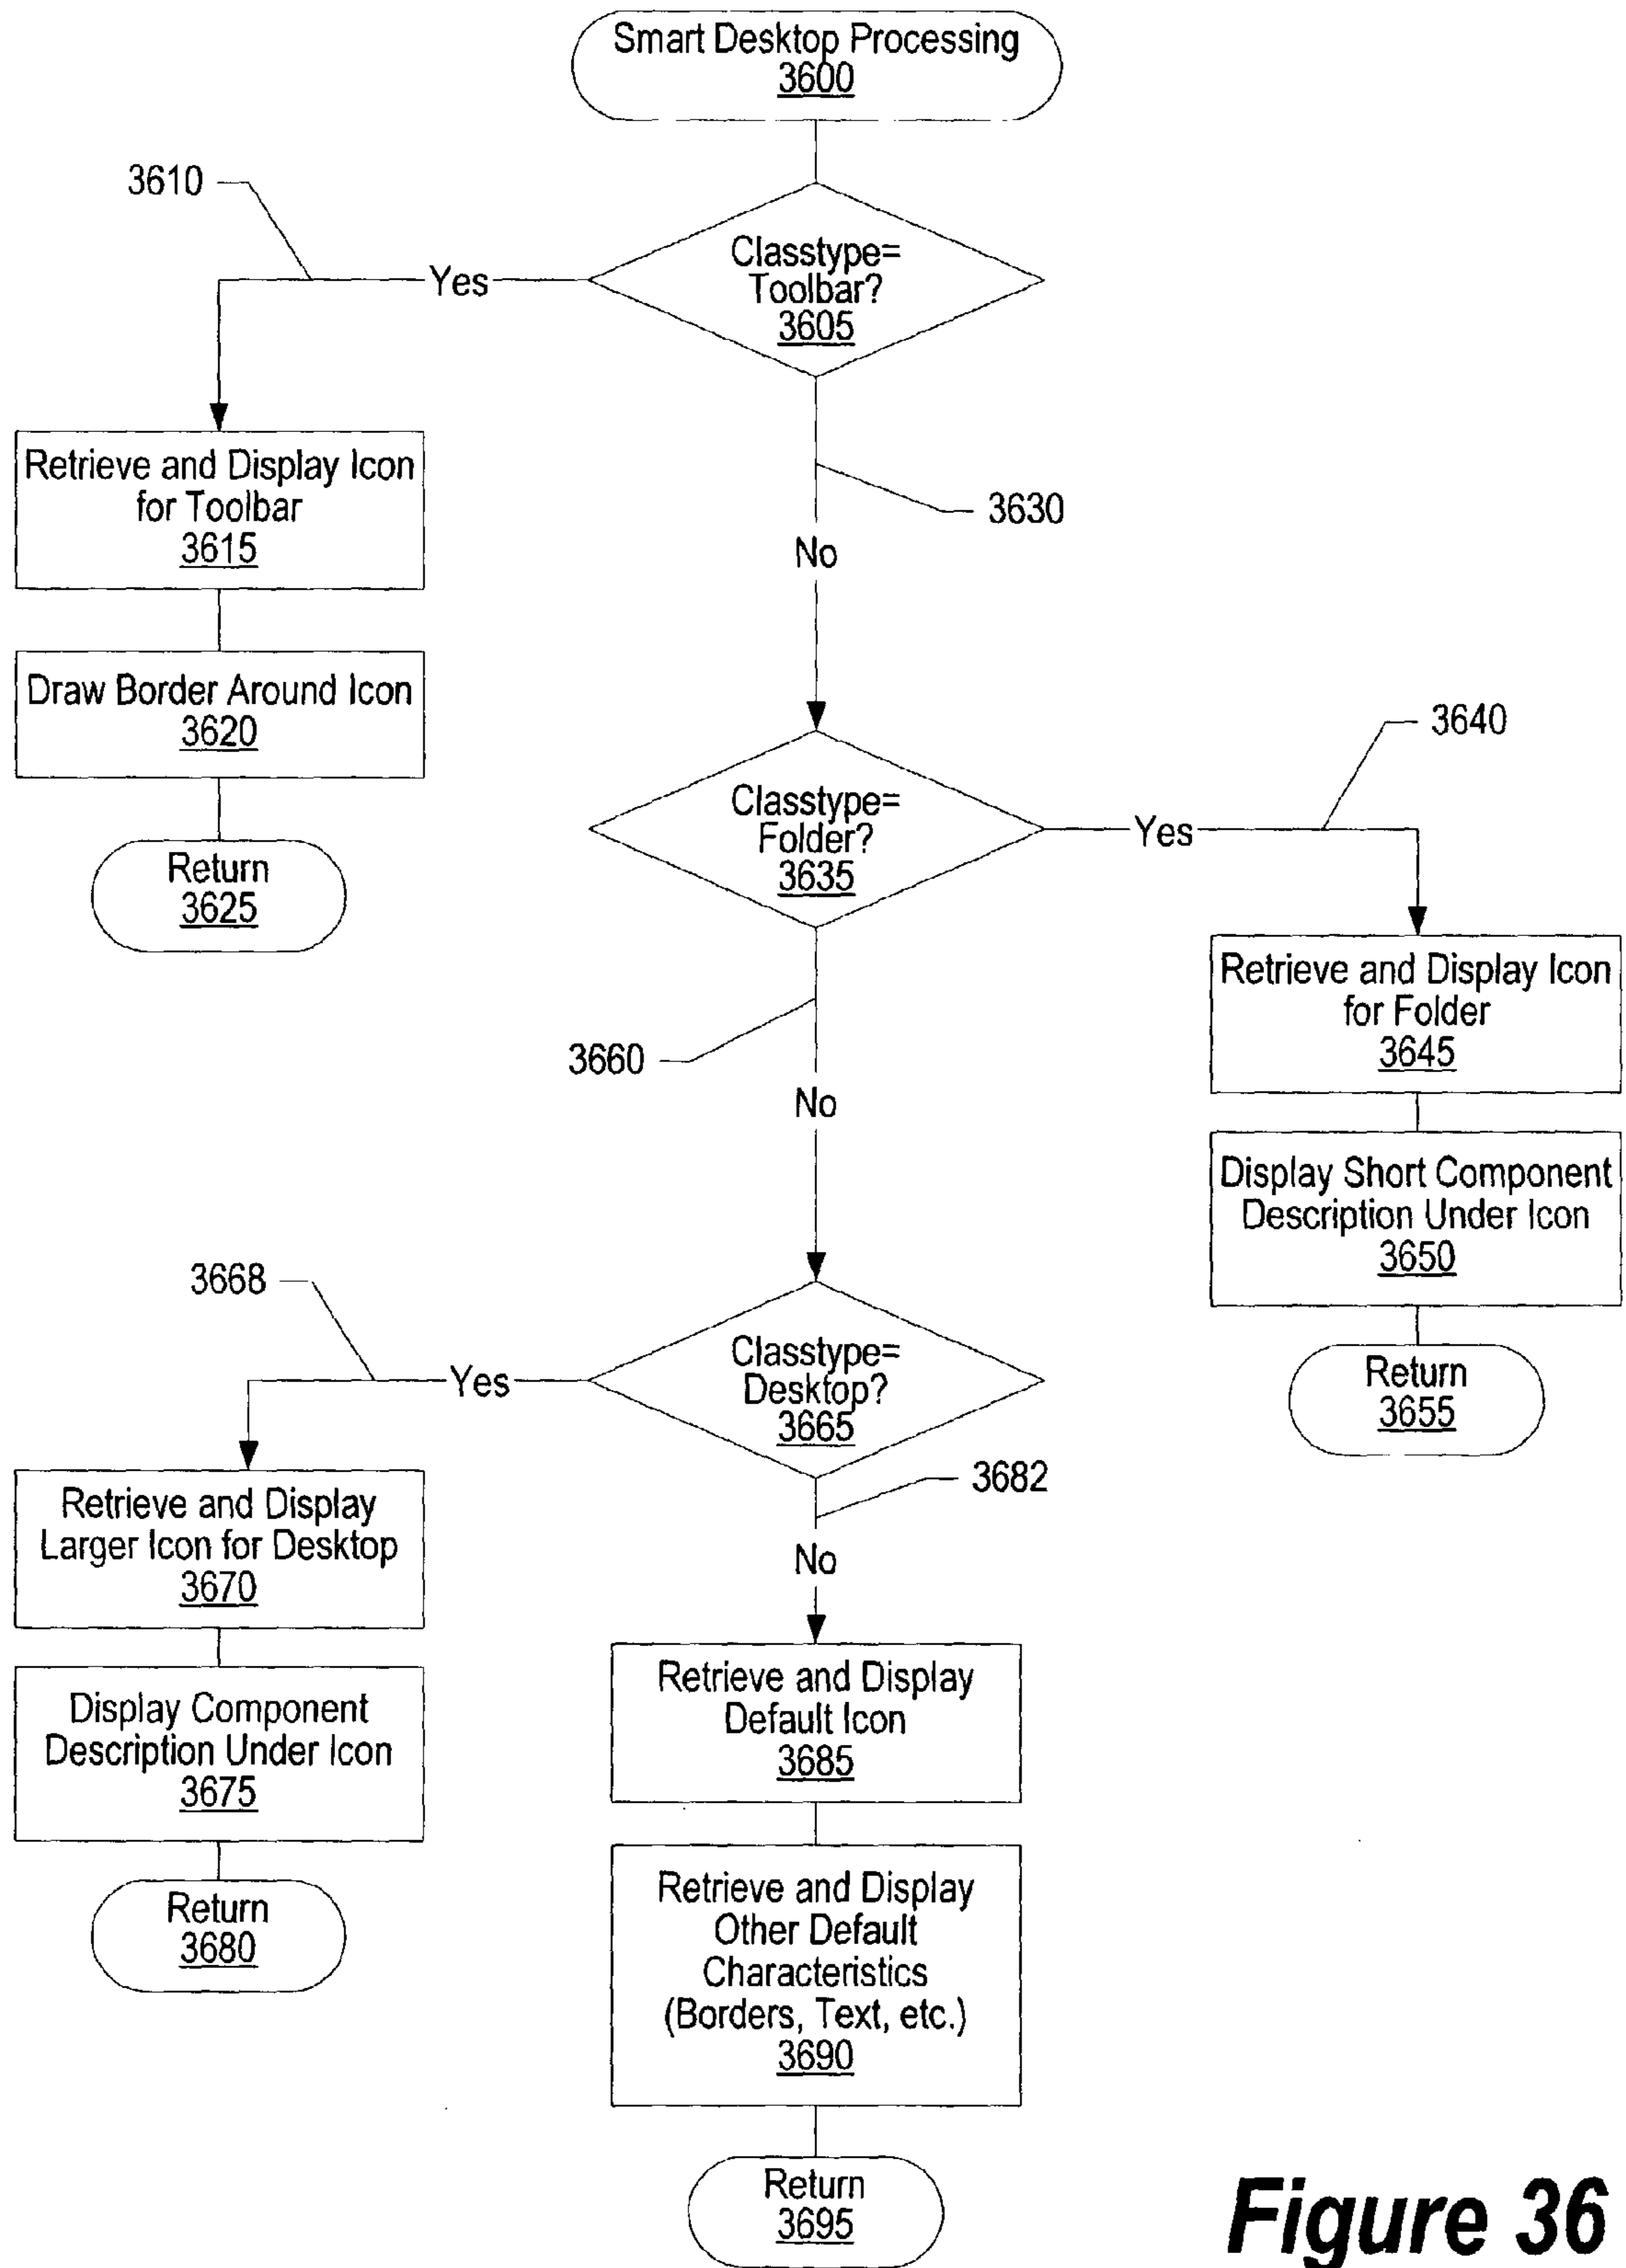 Smart Desktop Processing
3600
3610
Classtype=
Toolbar?
3605
Yes
Retrieve and Display Icon
for Toolbar
3615
3630
No
Draw Border Around Icon
3620
3640
Classtype=
Folder?
3635
Yes
Return
3625
Retrieve and Display Icon
for Folder
3645
3660
No
Display Short Component
Description Under Icon
3650
3668
Classtype=
Desktop?
3665
Yes
Return
3655
3682
Retrieve and Display
Larger Icon for Desktop
3670
No
Retrieve and Display
Default Icon
3685
Display Component
Description Under Icon
3675
Retrieve and Display
Other Default
Characteristics
(Borders, Text, etc.)
3690
Return
3680
Return
3695
Figure 36